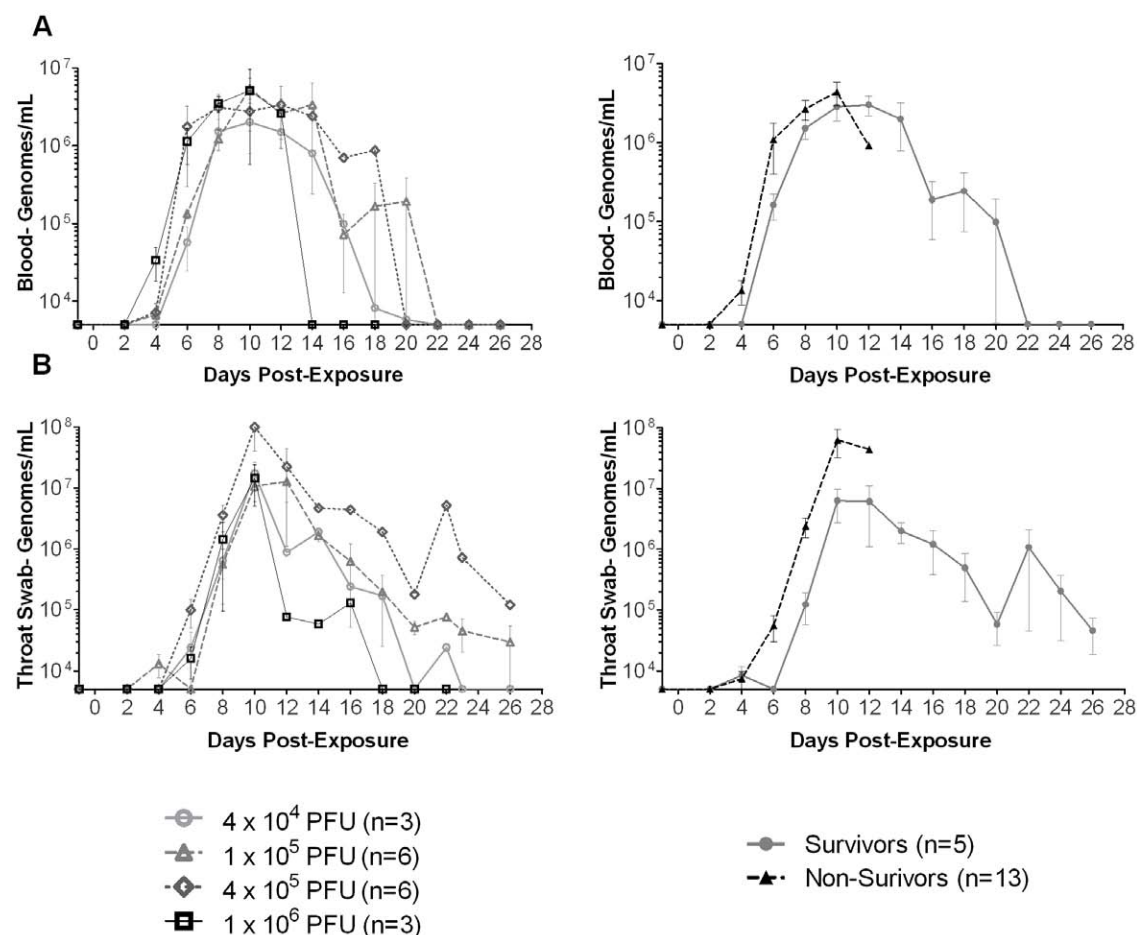 A
Blood- Genomes/mL
10⁷
10⁶
10⁵
10⁴
0 2 4 6 8 10 12 14 16 18 20 22 24 26 28
Days Post-Exposure
Blood- Genomes/mL
10⁷
10⁶
10⁵
10⁴
0 2 4 6 8 10 12 14 16 18 20 22 24 26 28
Days Post-Exposure
B
Throat Swab- Genomes/mL
10⁸
10⁷
10⁶
10⁵
10⁴
0 2 4 6 8 10 12 14 16 18 20 22 24 26 28
Days Post-Exposure
Throat Swab- Genomes/mL
10⁸
10⁷
10⁶
10⁵
10⁴
0 2 4 6 8 10 12 14 16 18 20 22 24 26 28
Days Post-Exposure
4 x 10⁴ PFU (n=3)
1 x 10⁵ PFU (n=6)
4 x 10⁵ PFU (n=6)
1 x 10⁶ PFU (n=3)
Survivors (n=5)
Non-Surivors (n=13)